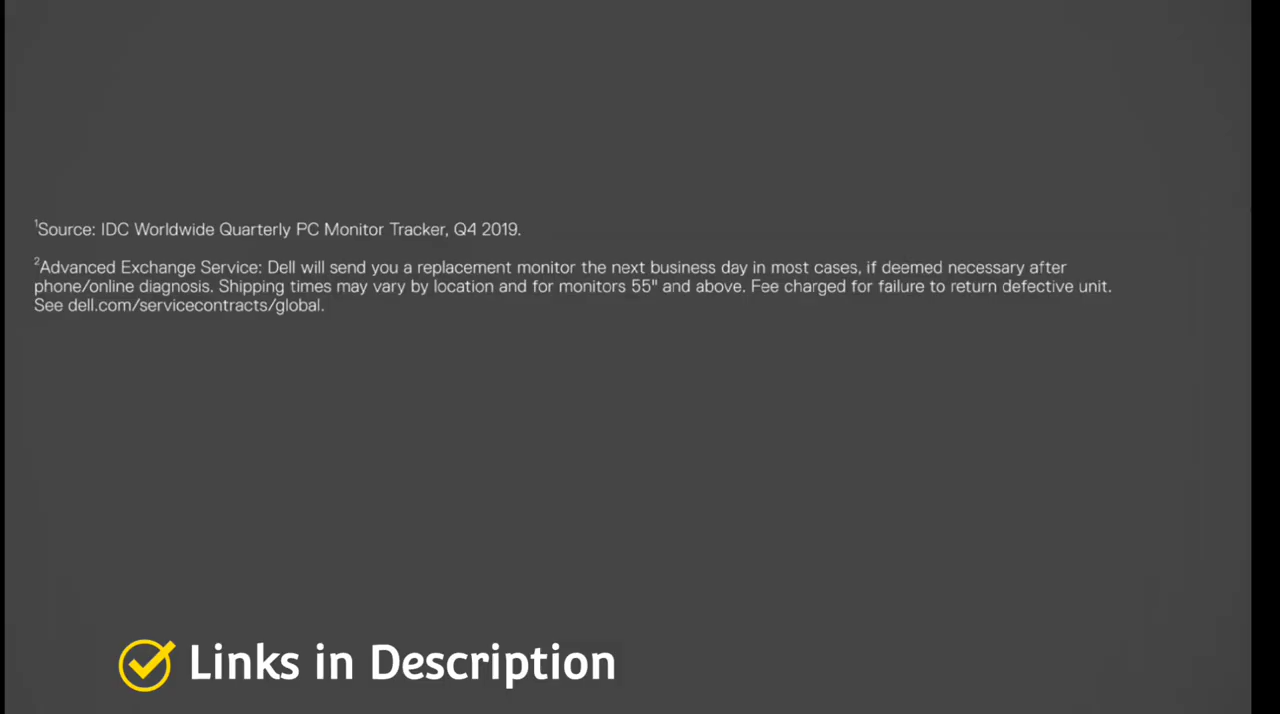 ¹Source: IDC Worldwide Quarterly PC Monitor Tracker, Q4 2019.
²Advanced Exchange Service: Dell will send you a replacement monitor the next business day in most cases, if deemed necessary after
phone/online diagnosis. Shipping times may vary by location and for monitors 55" and above. Fee charged for failure to return defective unit.
See dell.com/servicecontracts/global.
Links in Description